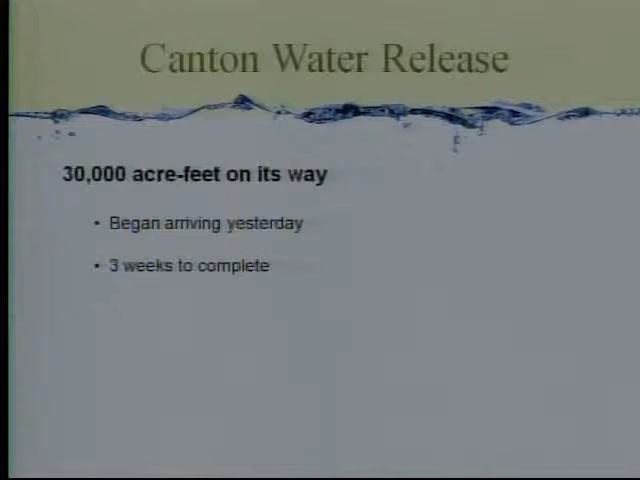 Canton Water Release
30,000 acre-feet on its way
• Began arriving yesterday
• 3 weeks to complete